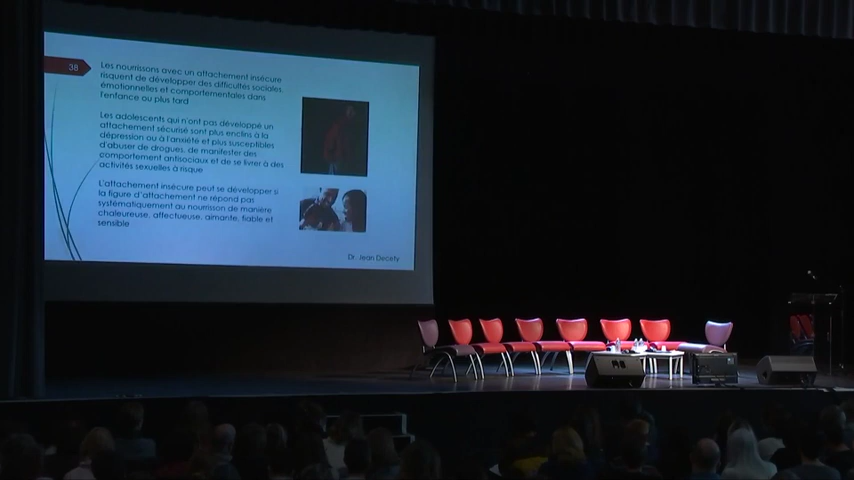 38
Les nourrissons avec un attachement insécure
risquent de développer des difficultés sociales,
émotionnelles et comportementales dans
l'enfance ou plus tard
Les adolescents qui n'ont pas développé un
attachement sécurisé sont plus enclins à la
dépression ou à l'anxiété et plus susceptibles
d'abuser de drogues, de manifester des
comportement antisociaux et de se livrer à des
activités sexuelles à risque
L'attachement insécure peut se développer si
la figure d'attachement ne répond pas
systématiquement au nourrisson de manière
chaleureuse, affectueuse, aimante, fiable et
sensible
Dr. Jean Decety